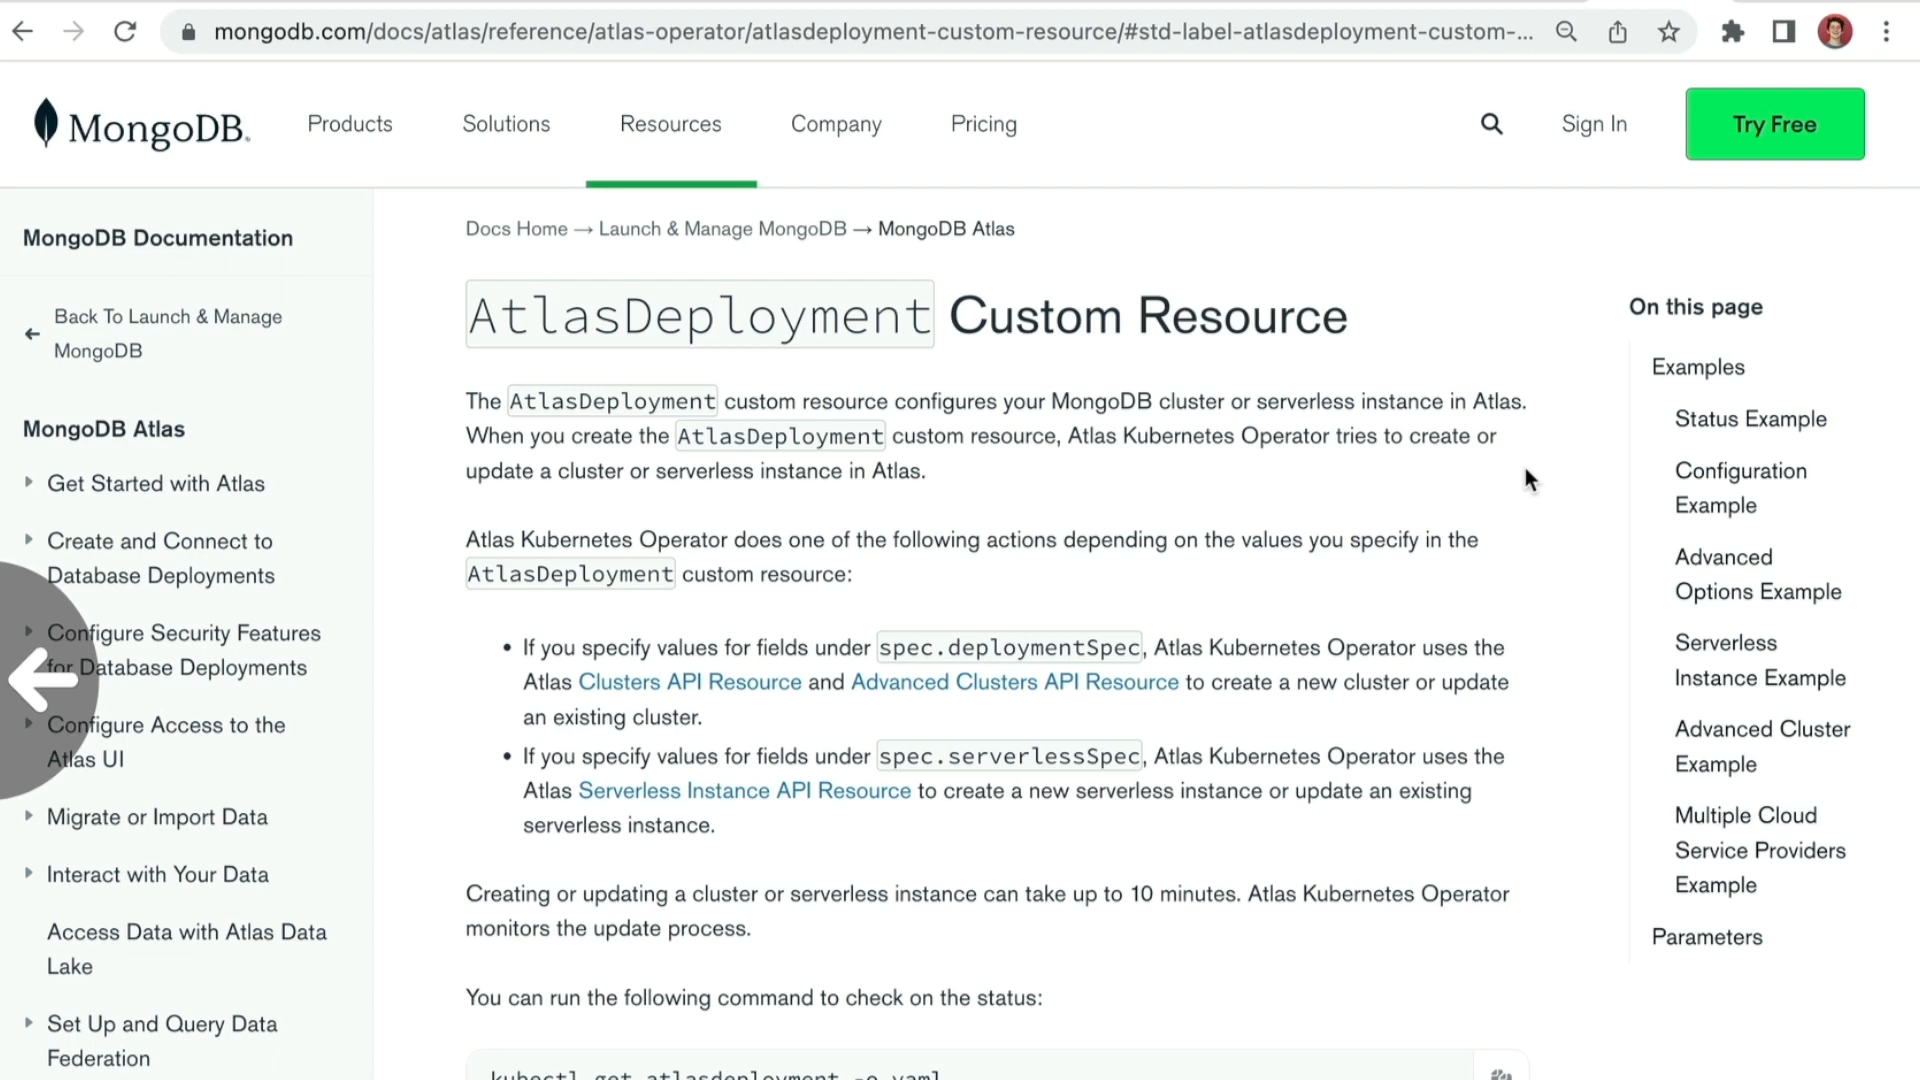 mongodb.com/docs/atlas/reference/atlas-operator/atlasdeployment-custom-resource/#std-label-atlasdeployment-custom-...
MongoDB.
Products
Solutions
Resources
Company
Pricing
Sign In
Try Free
MongoDB Documentation
Back To Launch & Manage
MongoDB
MongoDB Atlas
Get Started with Atlas
Create and Connect to
Database Deployments
Configure Security Features
for Database Deployments
Configure Access to the
Atlas UI
Migrate or Import Data
Interact with Your Data
Access Data with Atlas Data
Lake
Set Up and Query Data
Federation
Docs Home → Launch & Manage MongoDB → MongoDB Atlas
AtlasDeployment Custom Resource
The AtlasDeployment custom resource configures your MongoDB cluster or serverless instance in Atlas.
When you create the AtlasDeployment custom resource, Atlas Kubernetes Operator tries to create or
update a cluster or serverless instance in Atlas.
Atlas Kubernetes Operator does one of the following actions depending on the values you specify in the
AtlasDeployment custom resource:
• If you specify values for fields under spec.deploymentSpec, Atlas Kubernetes Operator uses the
Atlas Clusters API Resource and Advanced Clusters API Resource to create a new cluster or update
an existing cluster.
• If you specify values for fields under spec.serverlessSpec, Atlas Kubernetes Operator uses the
Atlas Serverless Instance API Resource to create a new serverless instance or update an existing
serverless instance.
Creating or updating a cluster or serverless instance can take up to 10 minutes. Atlas Kubernetes Operator
monitors the update process.
You can run the following command to check on the status:
kubectl get atlasdeployment -o yaml
On this page
Examples
Status Example
Configuration
Example
Advanced
Options Example
Serverless
Instance Example
Advanced Cluster
Example
Multiple Cloud
Service Providers
Example
Parameters